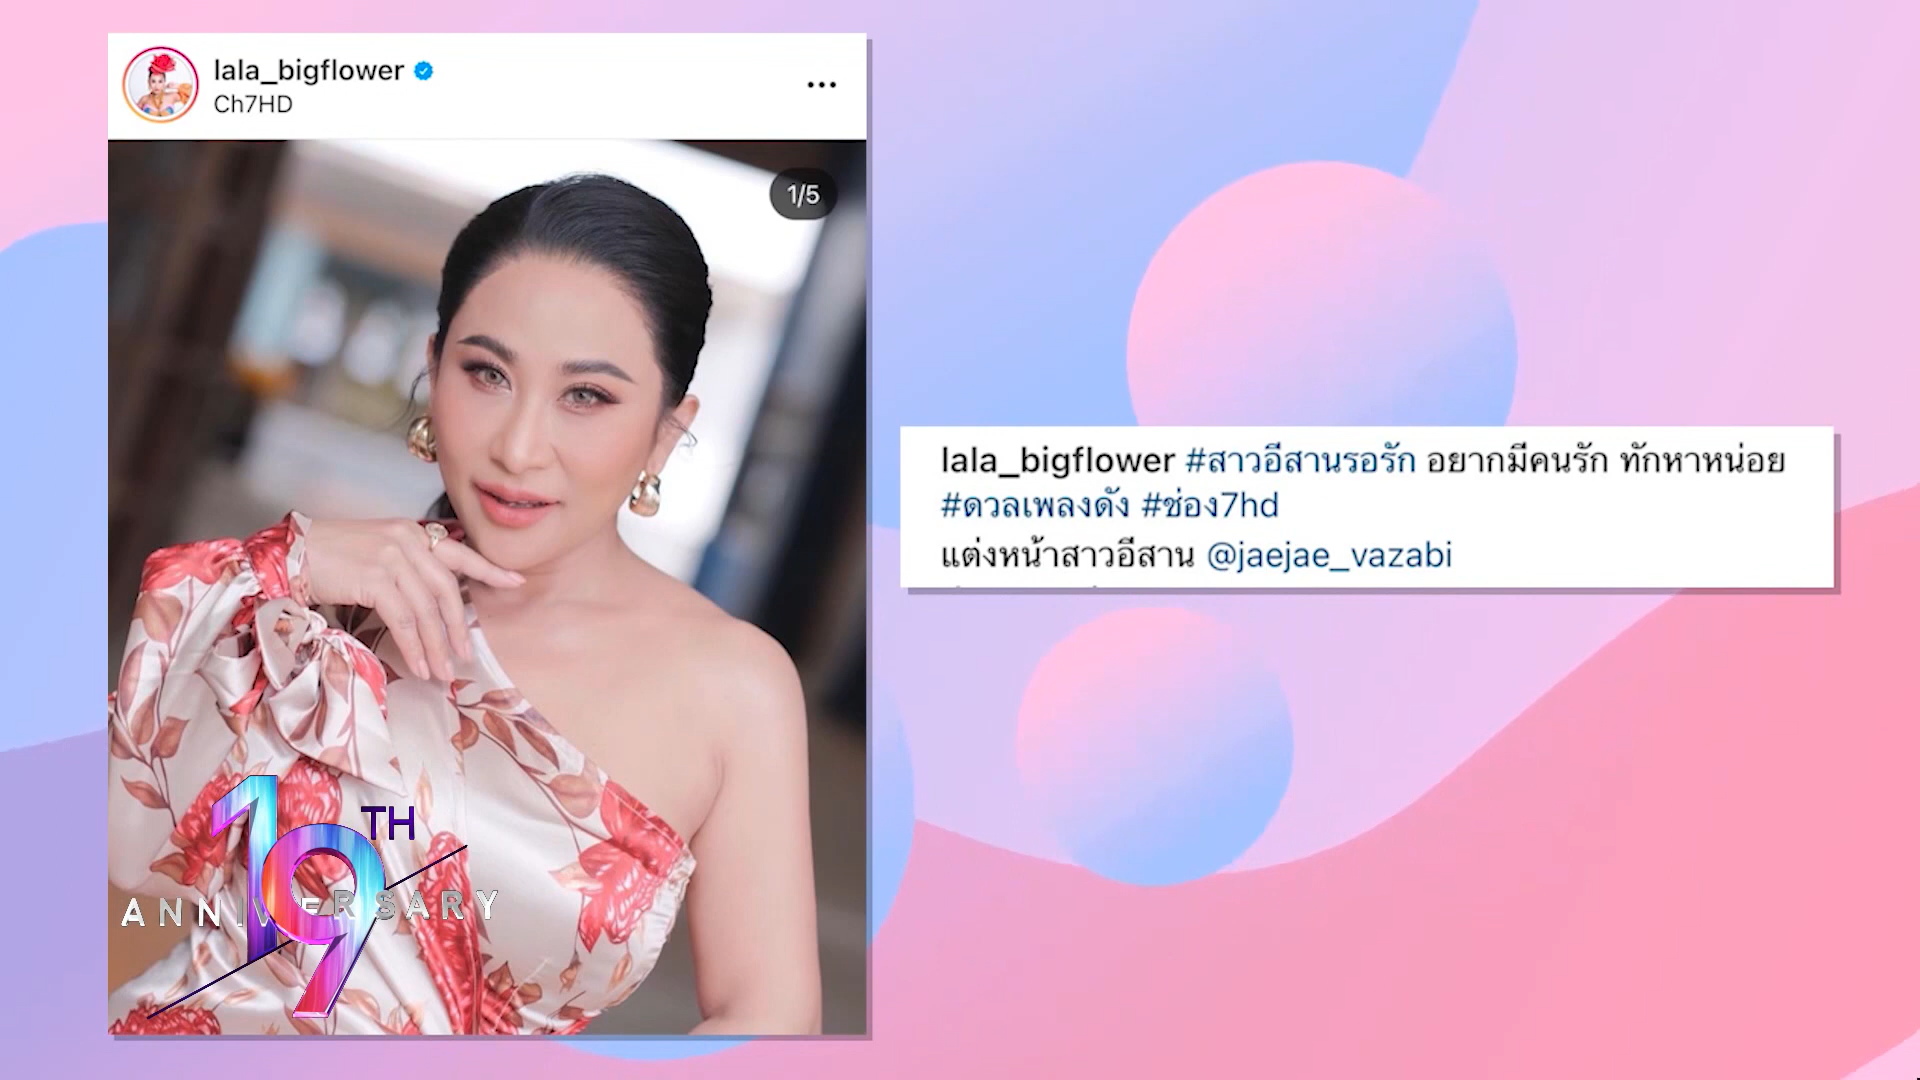 lala_bigflower
Ch7HD
1/5
19TH
ANNIVERSARY
lala_bigflower #สาวอีสานรอรัก อยากมีคนรัก ทักหาหน่อย
#ดวลเพลงดัง #ช่อง7hd
แต่งหน้าสาวอีสาน @jaejae_vazabi